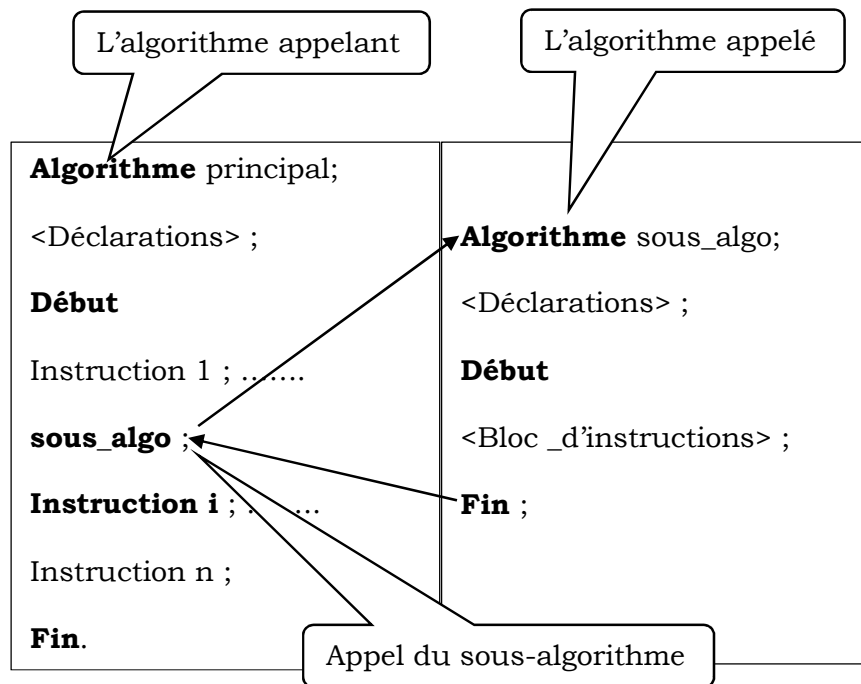 L'algorithme appelant
L'algorithme appelé
Algorithme principal;
<Déclarations> ;
Début
Instruction 1 ; .......
sous_algo ;
Instruction i ; .......
Instruction n ;
Fin.
Algorithme sous_algo;
<Déclarations> ;
Début
<Bloc _d'instructions> ;
Fin ;
Appel du sous-algorithme